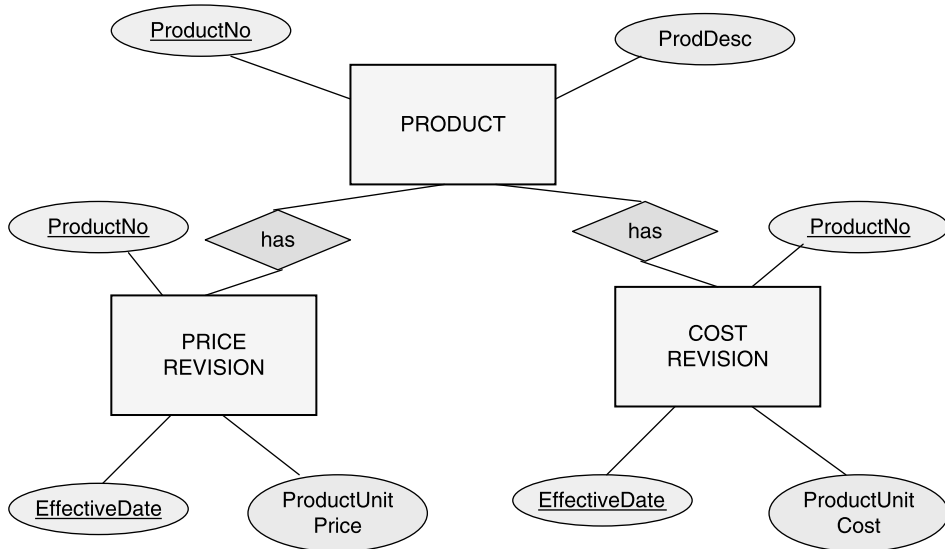 ProductNo
ProdDesc
PRODUCT
ProductNo
has
has
ProductNo
PRICE
REVISION
COST
REVISION
EffectiveDate
ProductUnit
Price
EffectiveDate
ProductUnit
Cost